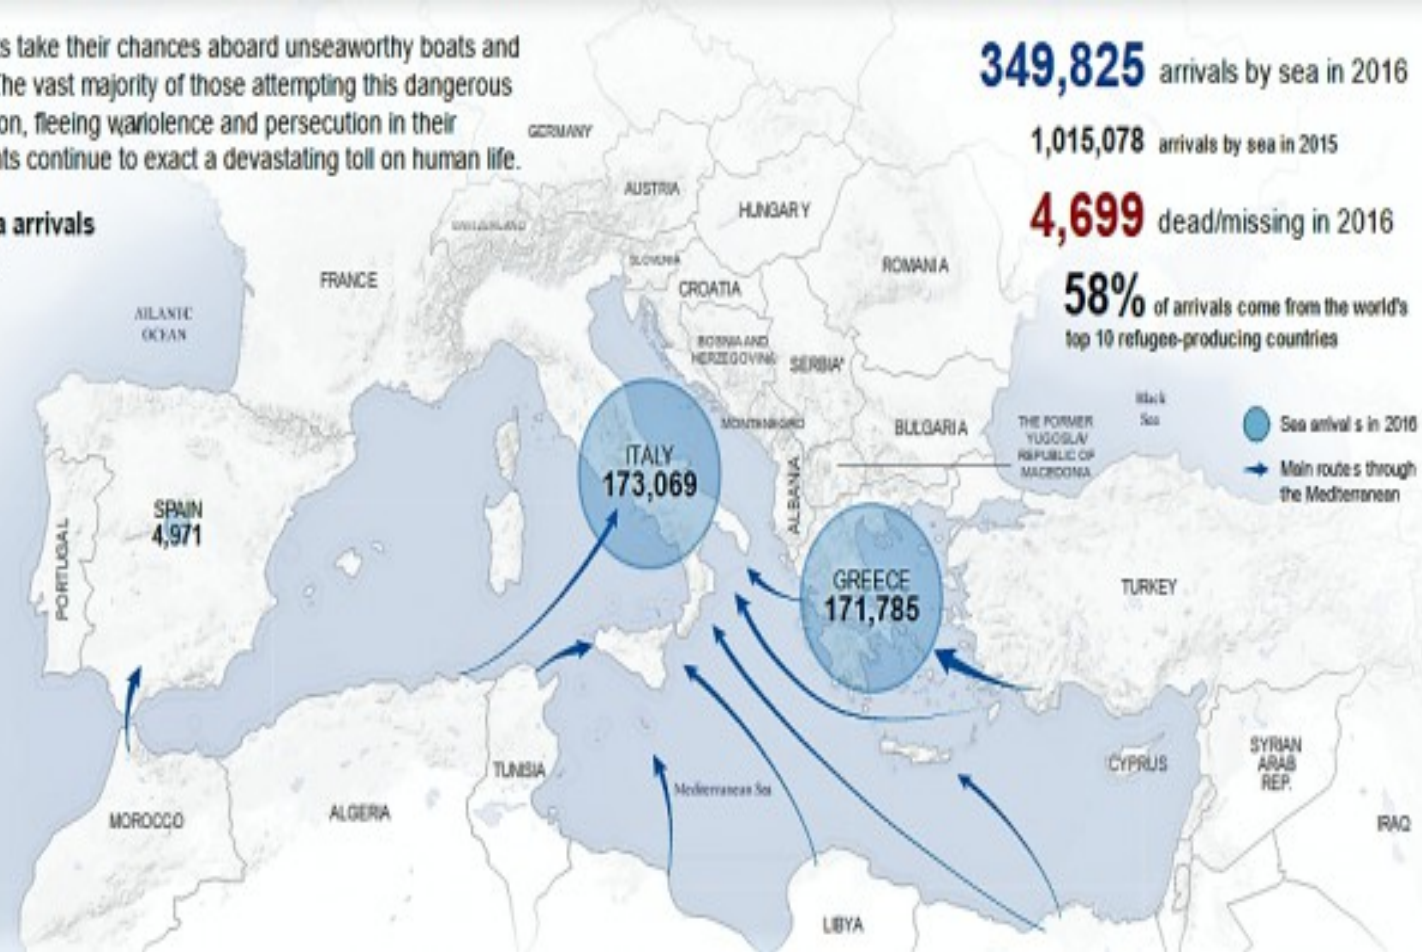 s take their chances aboard unseaworthy boats and
he vast majority of those attempting this dangerous
on, fleeing wariolence and persecution in their
ts continue to exact a devastating toll on human life.
a arrivals
349,825 arrivals by sea in 2016
1,015,078 arrivals by sea in 2015
4,699 dead/missing in 2016
58% of arrivals come from the world's
top 10 refugee-producing countries
Sea arrivals in 2016
Main routes through
the Mediterranean
GERMANY
AUSTRIA
HUNGARY
SWITZERLAND
SLOVENIA
ROMANIA
FRANCE
CROATIA
ATLANTIC
OCEAN
BOSNIA AND
HERZEGOVINA
SERBIA*
Black
Sea
MONTENEGRO
BULGARIA
THE FORMER
YUGOSLAV
REPUBLIC OF
MACEDONIA
ITALY
173,069
ALBANIA
SPAIN
4,971
PORTUGAL
GREECE
171,785
TURKEY
TUNISIA
Mediterranean Sea
CYPRUS
SYRIAN
ARAB
REP.
MOROCCO
ALGERIA
IRAQ
LIBYA